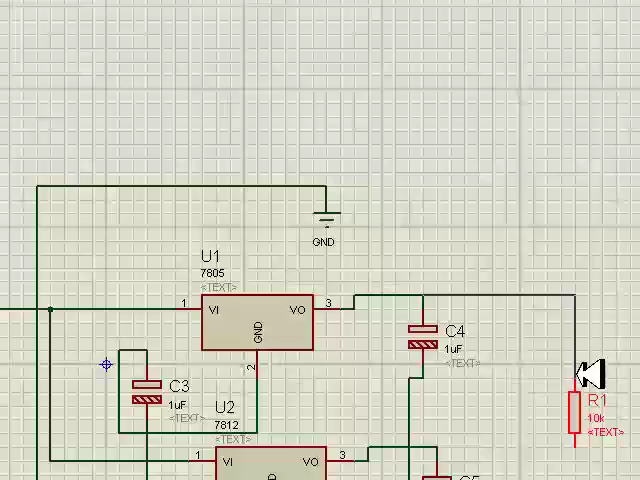 GND
U1
7805
<TEXT>
1
VI
VO
3
GND
2
C4
1uF
<TEXT>
R1
10k
<TEXT>
C3
1uF
<TEXT>
U2
7812
<TEXT>
1
VI
VO
3